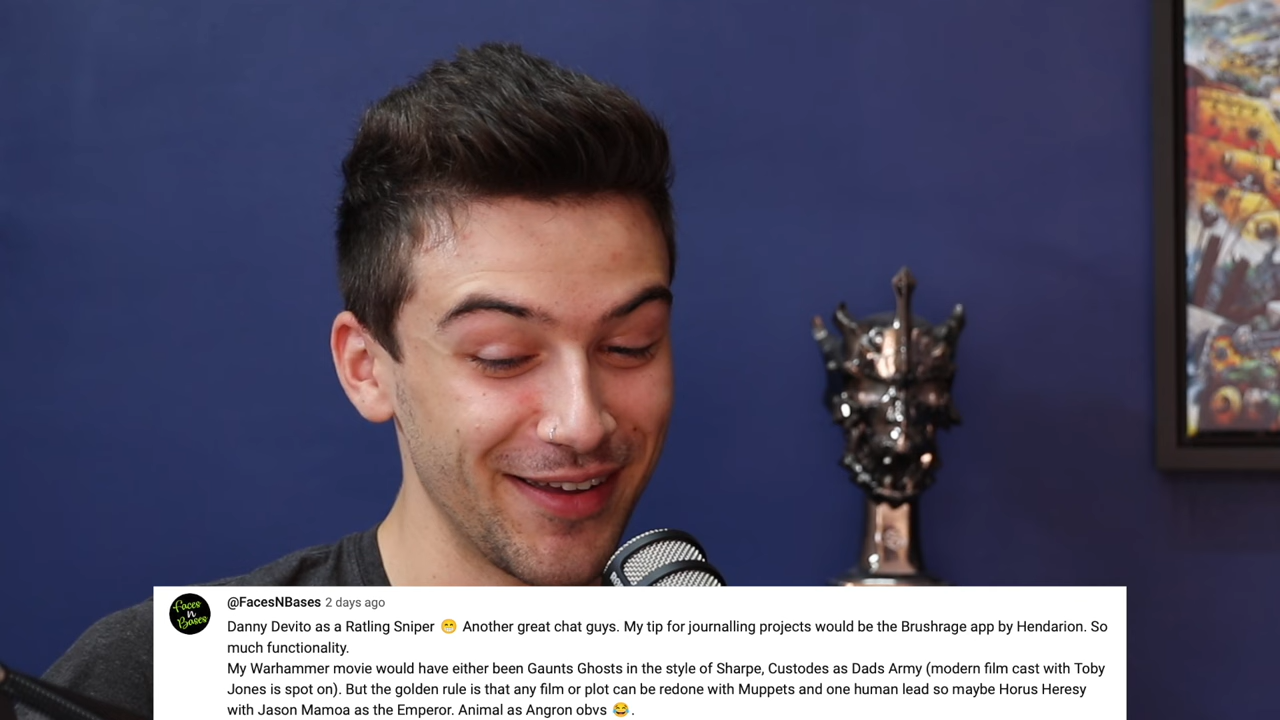 Faces
n
Bases
@FacesNBases 2 days ago
Danny Devito as a Ratling Sniper 😁 Another great chat guys. My tip for journalling projects would be the Brushrage app by Hendarion. So
much functionality.
My Warhammer movie would have either been Gaunts Ghosts in the style of Sharpe, Custodes as Dads Army (modern film cast with Toby
Jones is spot on). But the golden rule is that any film or plot can be redone with Muppets and one human lead so maybe Horus Heresy
with Jason Mamoa as the Emperor. Animal as Angron obvs 😂.